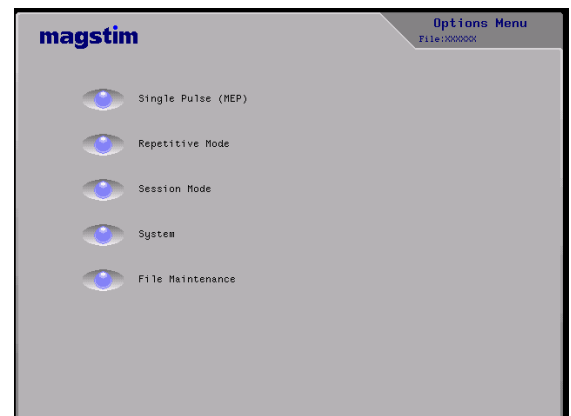 magstim
Options Menu
File:XXXXXX
Single Pulse (MEP)
Repetitive Mode
Session Mode
System
File Maintenance